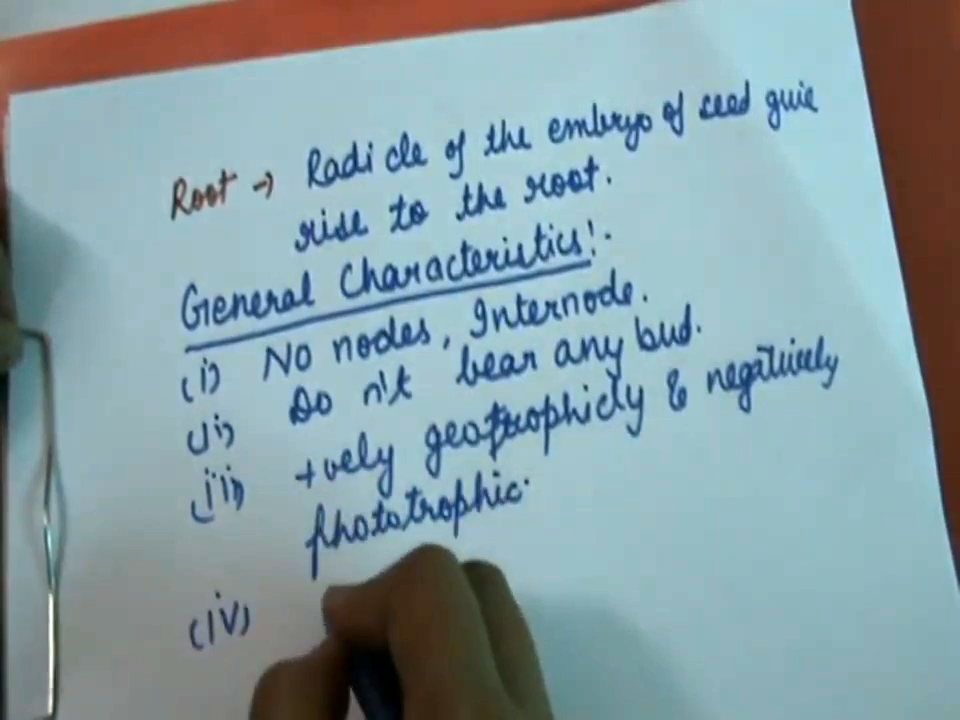 Root → Radicle of the embryo of seed give
rise to the root.
General Characteristics:
(i) No nodes, Internode.
(ii) Do n't bear any bud.
(iii) +vely geotrophicly & negatively
phototrophic.
(iv)